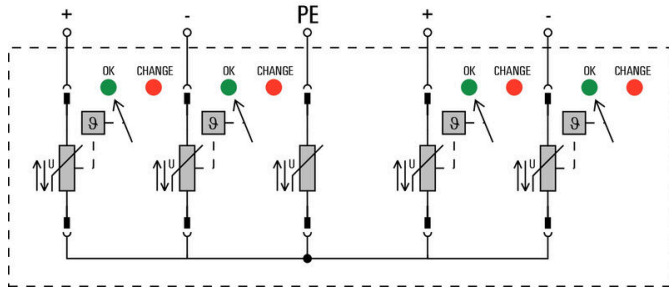 + - PE + -
OK CHANGE OK CHANGE OK CHANGE OK CHANGE
ϑ ϑ ϑ ϑ
U U U U U